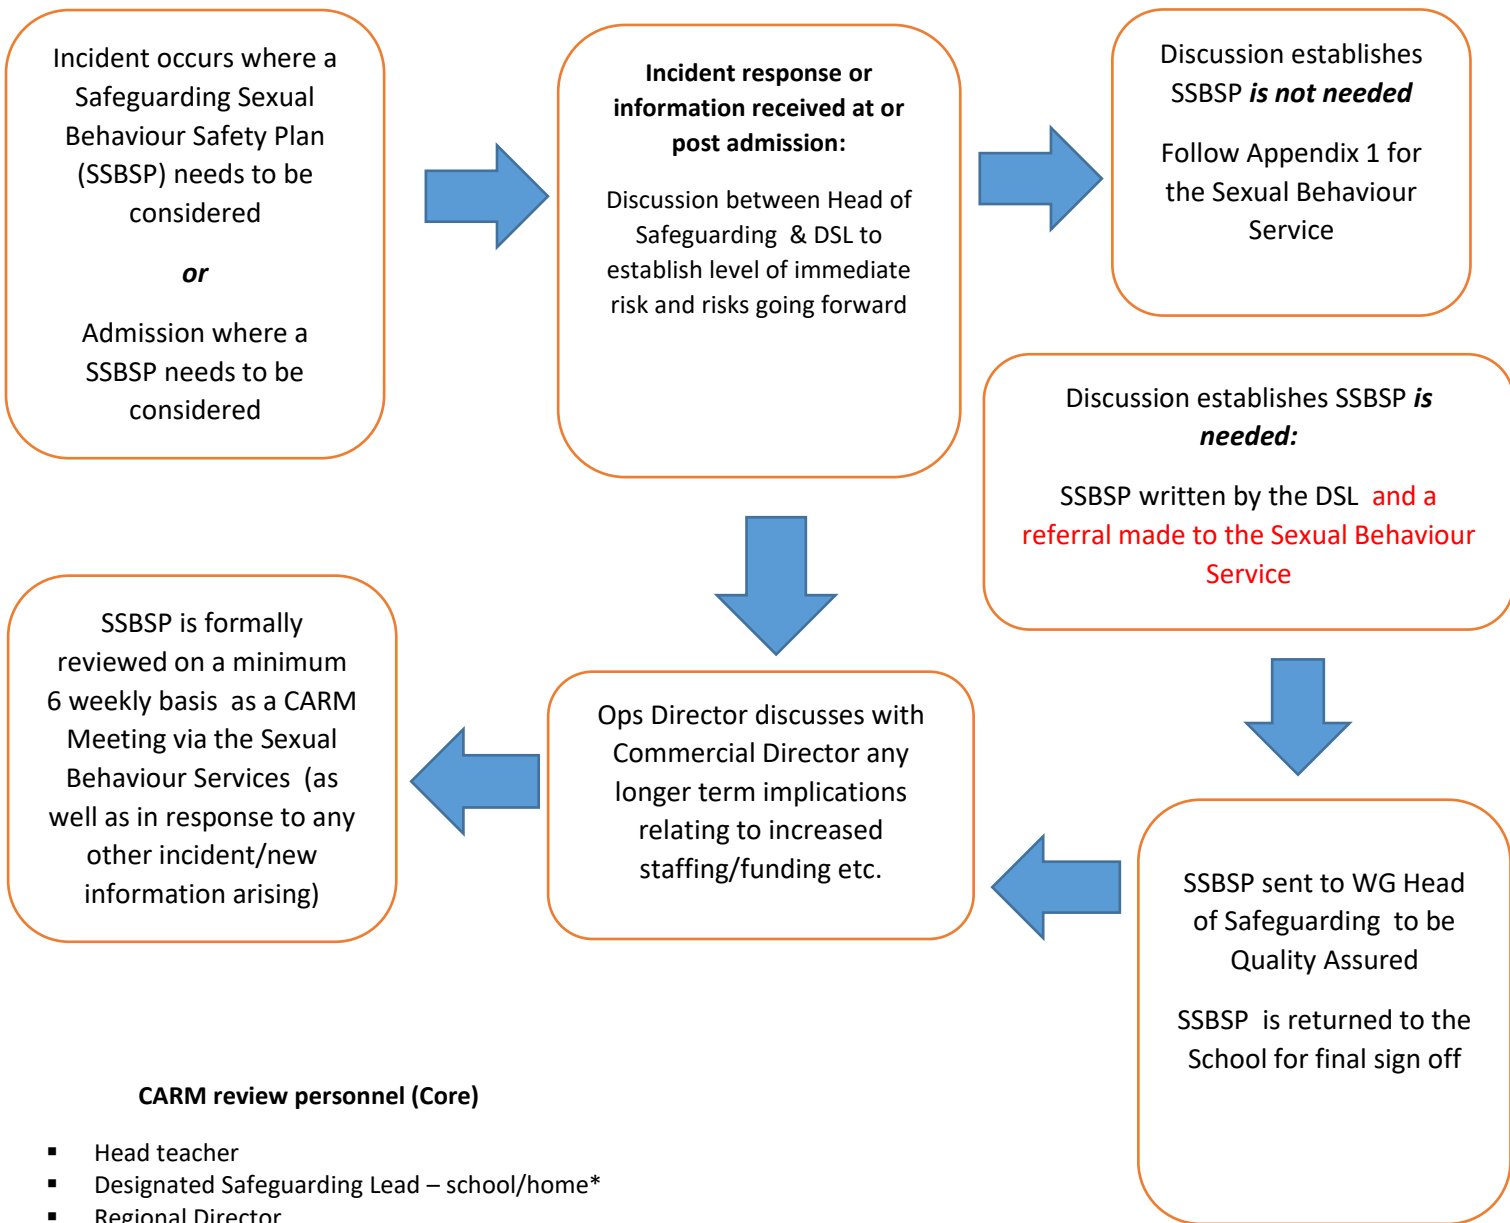 Incident occurs where a
Safeguarding Sexual
Behaviour Safety Plan
(SSBSP) needs to be
considered
or
Admission where a
SSBSP needs to be
considered
Incident response or
information received at or
post admission:
Discussion between Head of
Safeguarding & DSL to
establish level of immediate
risk and risks going forward
Discussion establishes
SSBSP is not needed
Follow Appendix 1 for
the Sexual Behaviour
Service
Discussion establishes SSBSP is
needed:
SSBSP written by the DSL and a
referral made to the Sexual Behaviour
Service
SSBSP sent to WG Head
of Safeguarding to be
Quality Assured
SSBSP is returned to the
School for final sign off
Ops Director discusses with
Commercial Director any
longer term implications
relating to increased
staffing/funding etc.
SSBSP is formally
reviewed on a minimum
6 weekly basis as a CARM
Meeting via the Sexual
Behaviour Services (as
well as in response to any
other incident/new
information arising)
CARM review personnel (Core)
▪ Head teacher
▪ Designated Safeguarding Lead – school/home*
▪ Regional Director